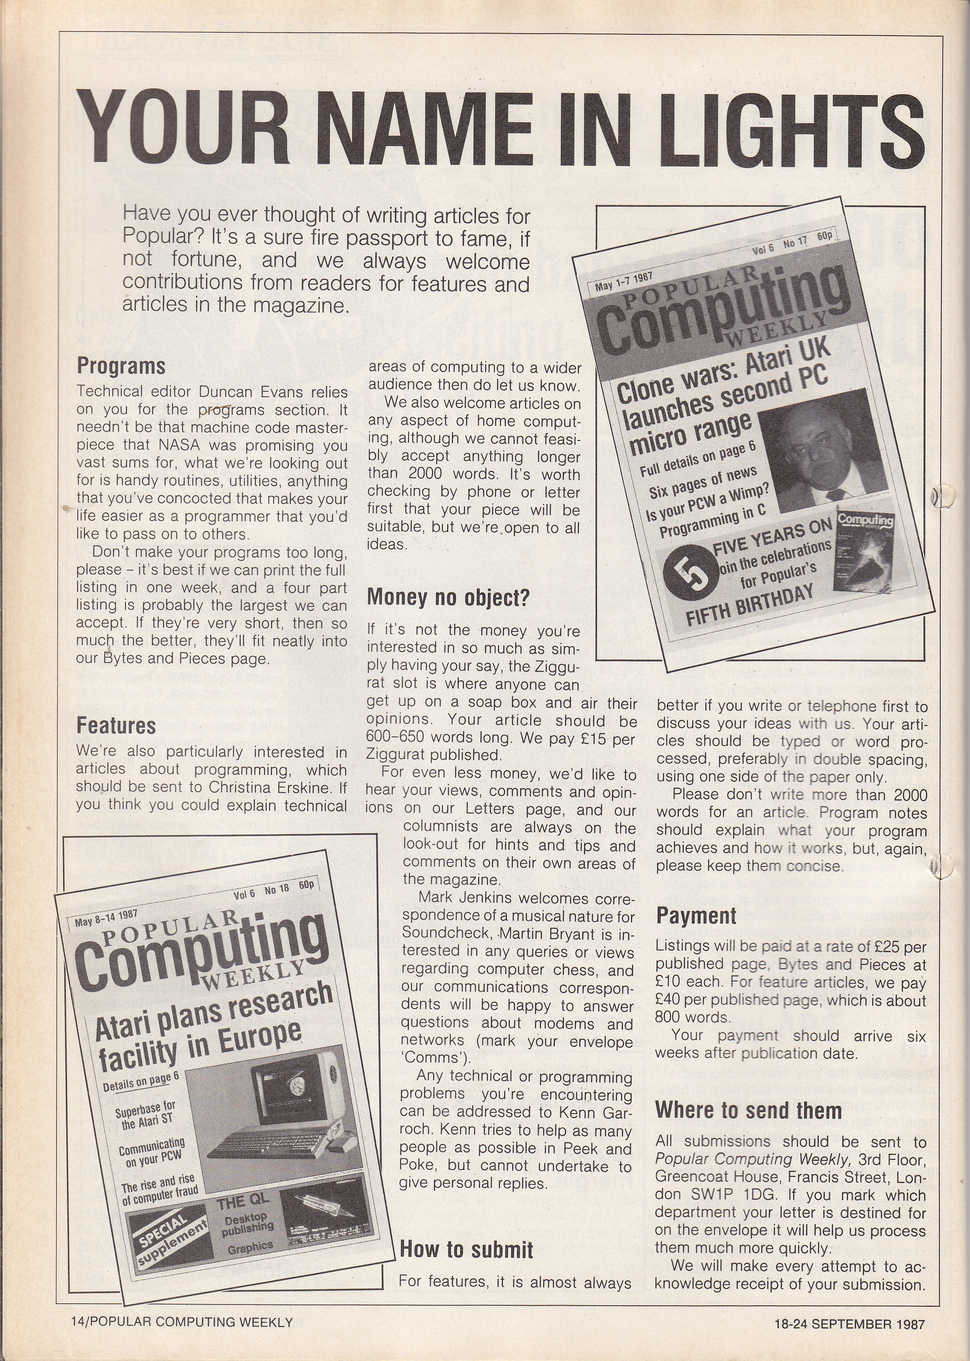 YOUR NAME IN LIGHTS
Have you ever thought of writing articles for
Popular? It's a sure fire passport to fame, if
not fortune, and we always welcome
contributions from readers for features and
articles in the magazine.
Programs
Technical editor Duncan Evans relies
on you for the programs section. It
needn't be that machine code master-
piece that NASA was promising you
vast sums for, what we're looking out
for is handy routines, utilities, anything
that you've concocted that makes your
life easier as a programmer that you'd
like to pass on to others.
Don't make your programs too long,
please – it's best if we can print the full
listing in one week, and a four part
listing is probably the largest we can
accept. If they're very short, then so
much the better, they'll fit neatly into
our Bytes and Pieces page.
Features
We're also particularly interested in
articles about programming, which
should be sent to Christina Erskine. If
you think you could explain technical
areas of computing to a wider
audience then do let us know.
We also welcome articles on
any aspect of home comput-
ing, although we cannot feasi-
bly accept anything longer
than 2000 words. It's worth
checking by phone or letter
first that your piece will be
suitable, but we're open to all
ideas.
Money no object?
If it's not the money you're
interested in so much as sim-
ply having your say, the Ziggu-
rat slot is where anyone can
get up on a soap box and air their
opinions. Your article should be
600–650 words long. We pay £15 per
Ziggurat published.
For even less money, we'd like to
hear your views, comments and opin-
ions on our Letters page, and our
columnists are always on the
look-out for hints and tips and
comments on their own areas of
the magazine.
Mark Jenkins welcomes corre-
spondence of a musical nature for
Soundcheck, Martin Bryant is in-
terested in any queries or views
regarding computer chess, and
our communications correspon-
dents will be happy to answer
questions about modems and
networks (mark your envelope
'Comms').
Any technical or programming
problems you're encountering
can be addressed to Kenn Gar-
roch. Kenn tries to help as many
people as possible in Peek and
Poke, but cannot undertake to
give personal replies.
How to submit
For features, it is almost always
better if you write or telephone first to
discuss your ideas with us. Your arti-
cles should be typed or word pro-
cessed, preferably in double spacing,
using one side of the paper only.
Please don't write more than 2000
words for an article. Program notes
should explain what your program
achieves and how it works, but, again,
please keep them concise.
Payment
Listings will be paid at a rate of £25 per
published page, Bytes and Pieces at
£10 each. For feature articles, we pay
£40 per published page, which is about
800 words.
Your payment should arrive six
weeks after publication date.
Where to send them
All submissions should be sent to
Popular Computing Weekly, 3rd Floor,
Greencoat House, Francis Street, Lon-
don SW1P 1DG. If you mark which
department your letter is destined for
on the envelope it will help us process
them much more quickly.
We will make every attempt to ac-
knowledge receipt of your submission.
May 1–7 1987 Vol 6 No 17 60p
POPULAR
Computing
WEEKLY
Clone wars: Atari UK
launches second PC
micro range
Full details on page 6
Six pages of news
Is your PCW a Wimp?
Programming in C
5
FIVE YEARS ON
oin the celebrations
for Popular's
FIFTH BIRTHDAY
Computing
May 8–14 1987 Vol 6 No 18 60p
POPULAR
Computing
WEEKLY
Atari plans research
facility in Europe
Details on page 6
Superbase for
the Atari ST
Communicating
on your PCW
The rise and rise
of computer fraud
SPECIAL
supplement
THE QL
Desktop
publishing
Graphics
14/POPULAR COMPUTING WEEKLY
18-24 SEPTEMBER 1987